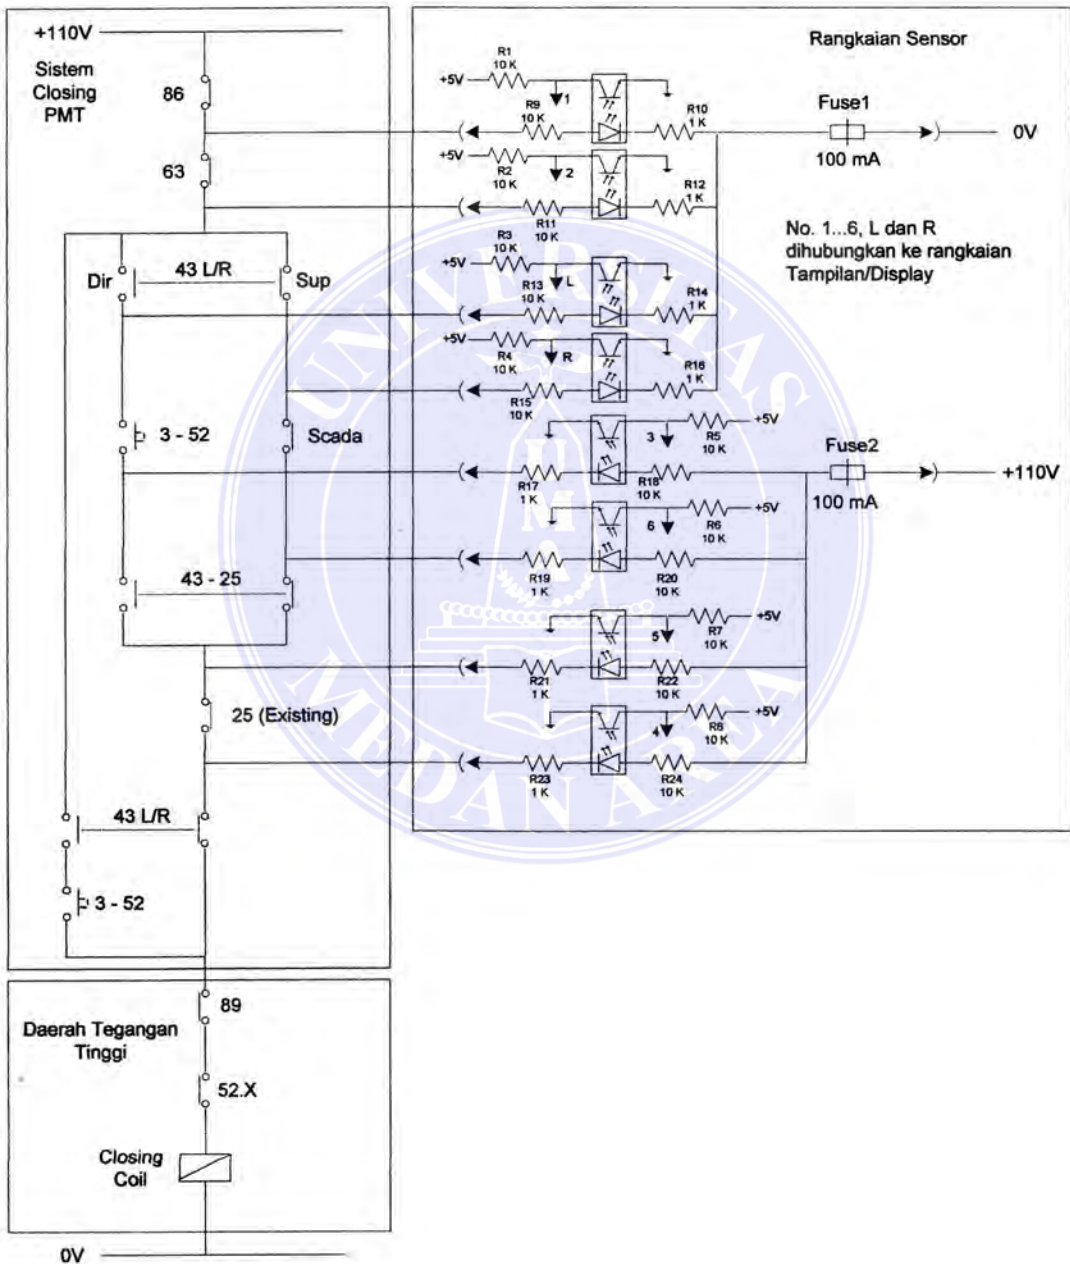 +110V
Sistem
Closing
PMT
86
63
Dir
43 L/R
Sup
3 - 52
Scada
43 - 25
25 (Existing)
43 L/R
3 - 52
Daerah Tegangan
Tinggi
89
52.X
Closing
Coil
0V
Rangkaian Sensor
R1
10 K
+5V
1
R9
10 K
R10
1 K
Fuse1
100 mA
0V
+5V
R2
10 K
2
R11
10 K
R12
1 K
No. 1...6, L dan R
dihubungkan ke rangkaian
Tampilan/Display
R3
10 K
+5V
L
R13
10 K
R14
1 K
+5V
R4
10 K
R
R15
10 K
R16
1 K
3
R5
10 K
+5V
R17
1 K
R18
10 K
Fuse2
100 mA
+110V
6
R6
10 K
+5V
R19
1 K
R20
10 K
5
R7
10 K
+5V
R21
1 K
R22
10 K
4
R8
10 K
+5V
R23
1 K
R24
10 K
UNIVERSITAS
MEDAN AREA
U
M
A